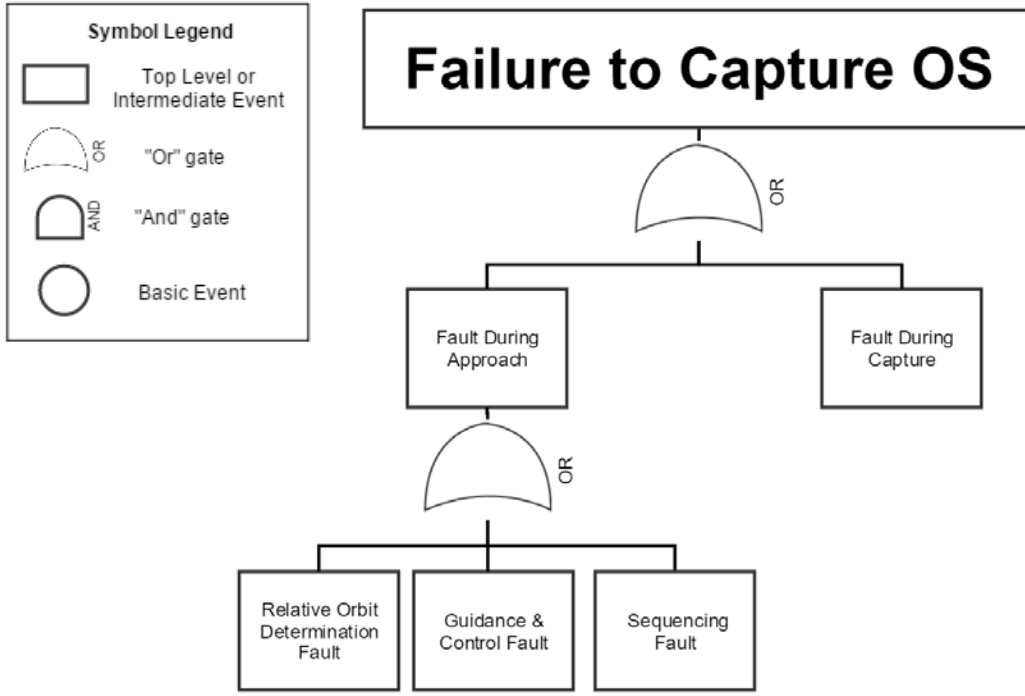 Symbol Legend
Top Level or
Intermediate Event
OR
"Or" gate
AND
"And" gate
Basic Event
Failure to Capture OS
OR
Fault During
Approach
Fault During
Capture
OR
Relative Orbit
Determination
Fault
Guidance &
Control Fault
Sequencing
Fault